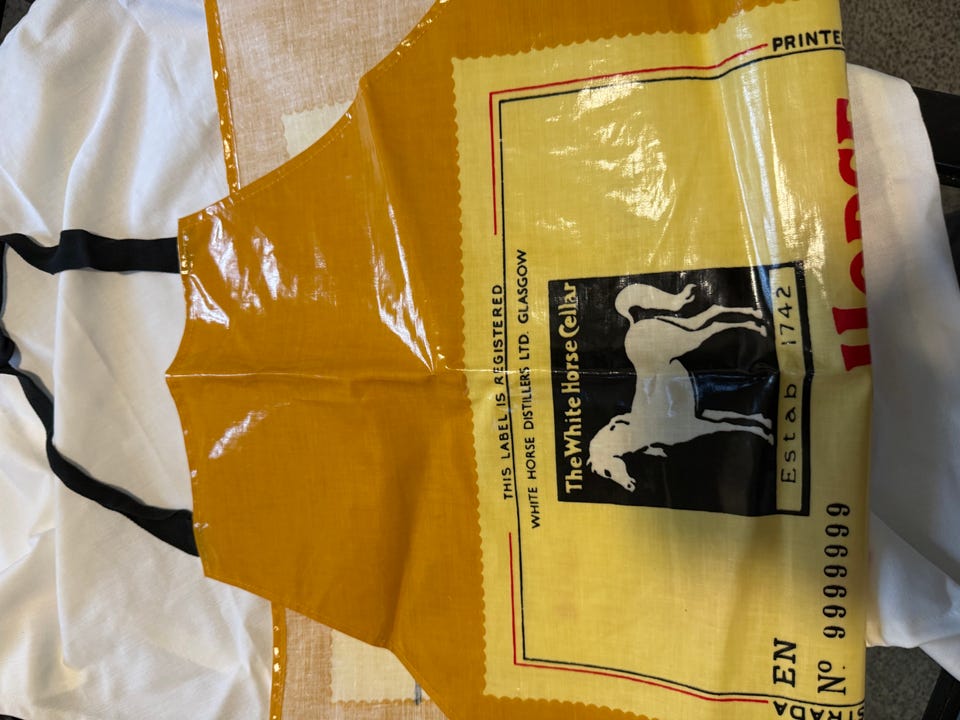 THIS LABEL IS REGISTERED
WHITE HORSE DISTILLERS LTD. GLASGOW
The White Horse Cellar
Estab 1742
EN
Nº 9999999
PRINTE
HORSE